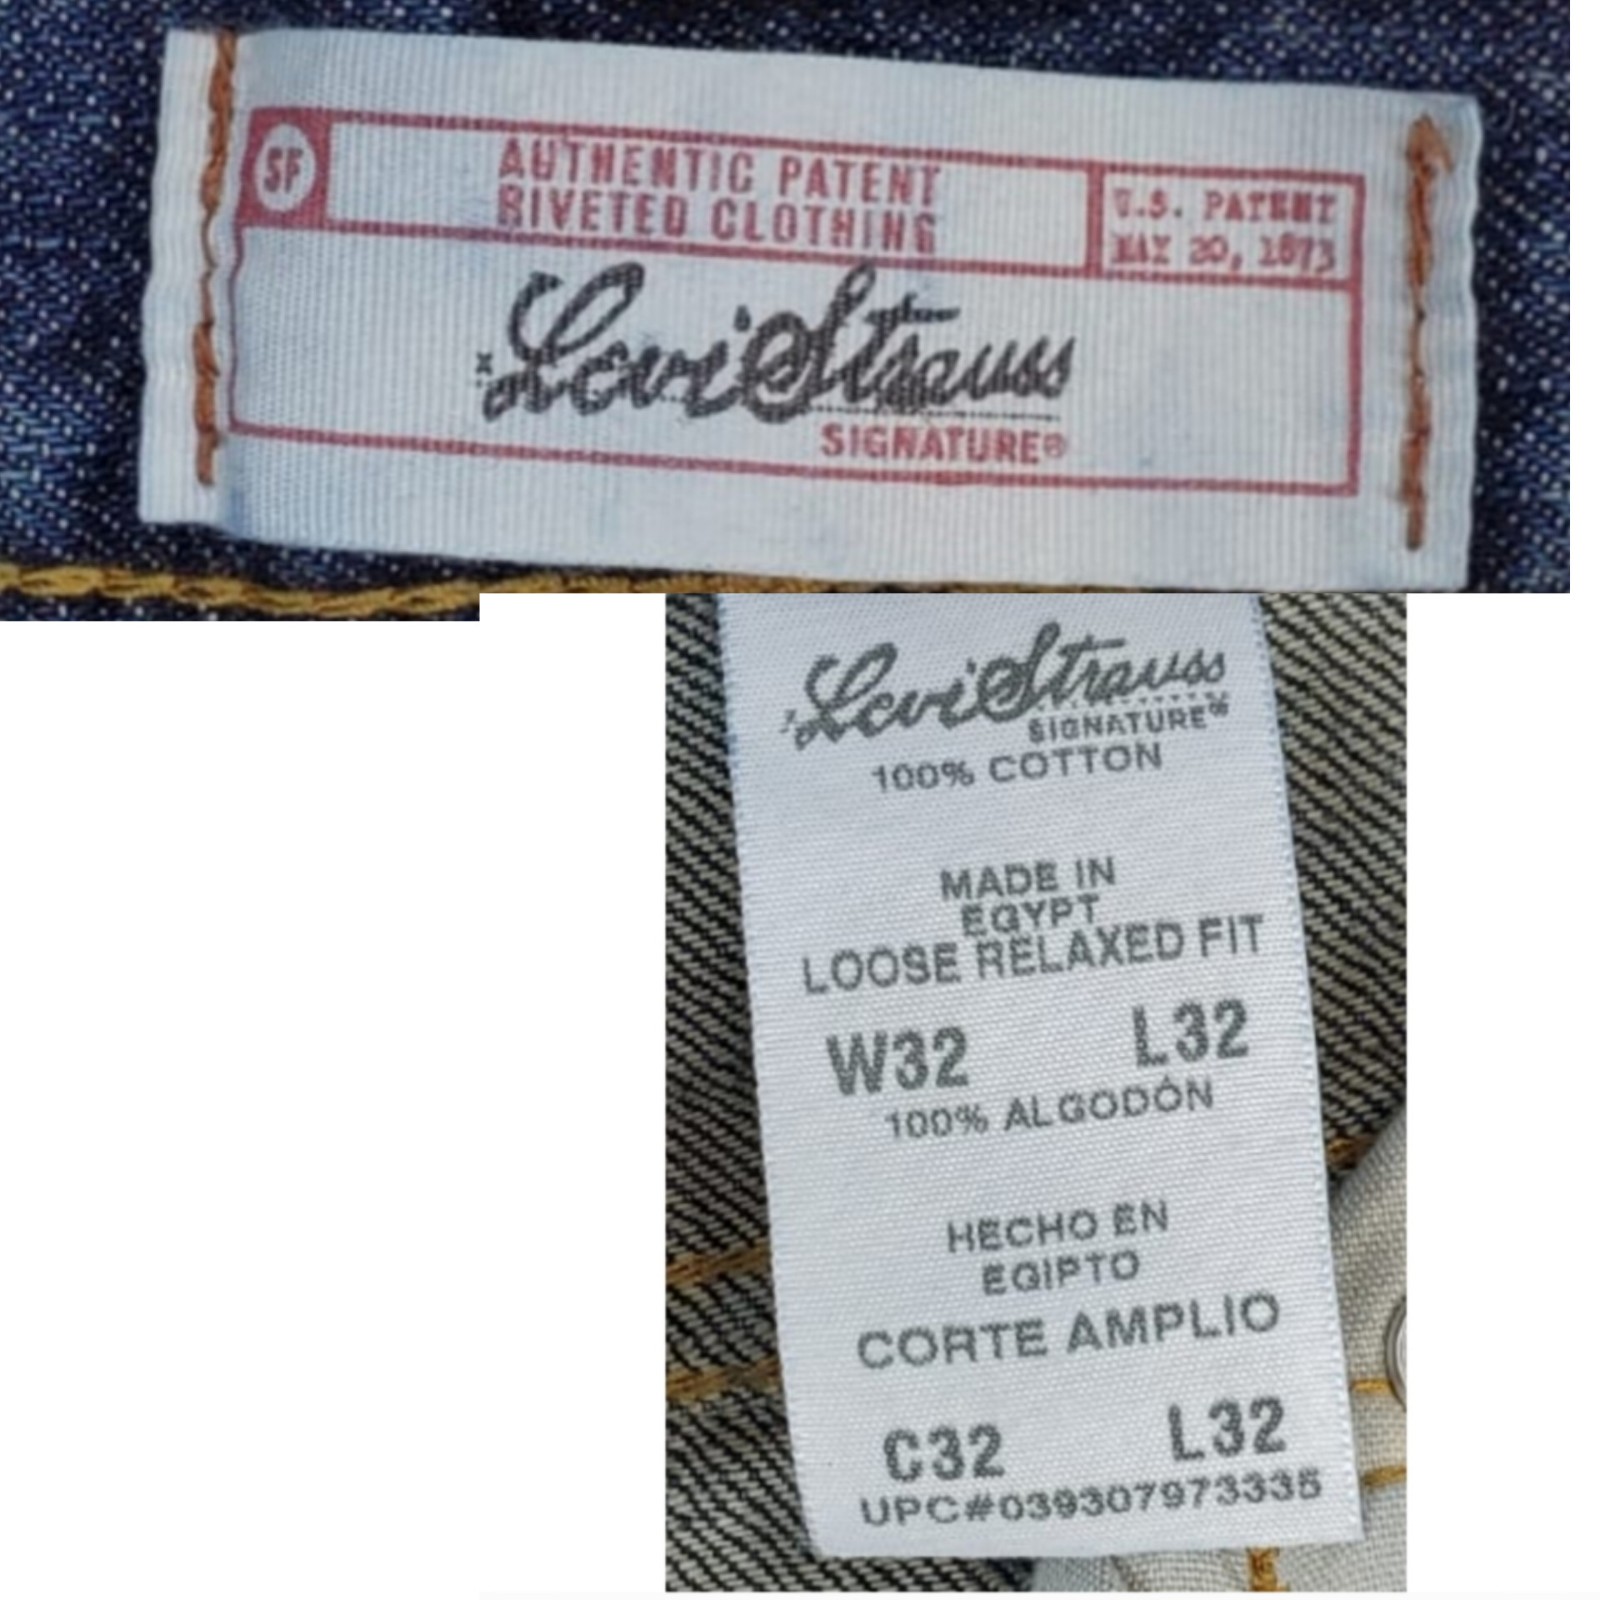 SF
AUTHENTIC PATENT
RIVETED CLOTHING
U.S. PATENT
MAY 20, 1873
Levi Strauss
SIGNATURE®
Levi Strauss
SIGNATURE™
100% COTTON
MADE IN
EGYPT
LOOSE RELAXED FIT
W32 L32
100% ALGODÓN
HECHO EN
EGIPTO
CORTE AMPLIO
C32 L32
UPC#039307973335